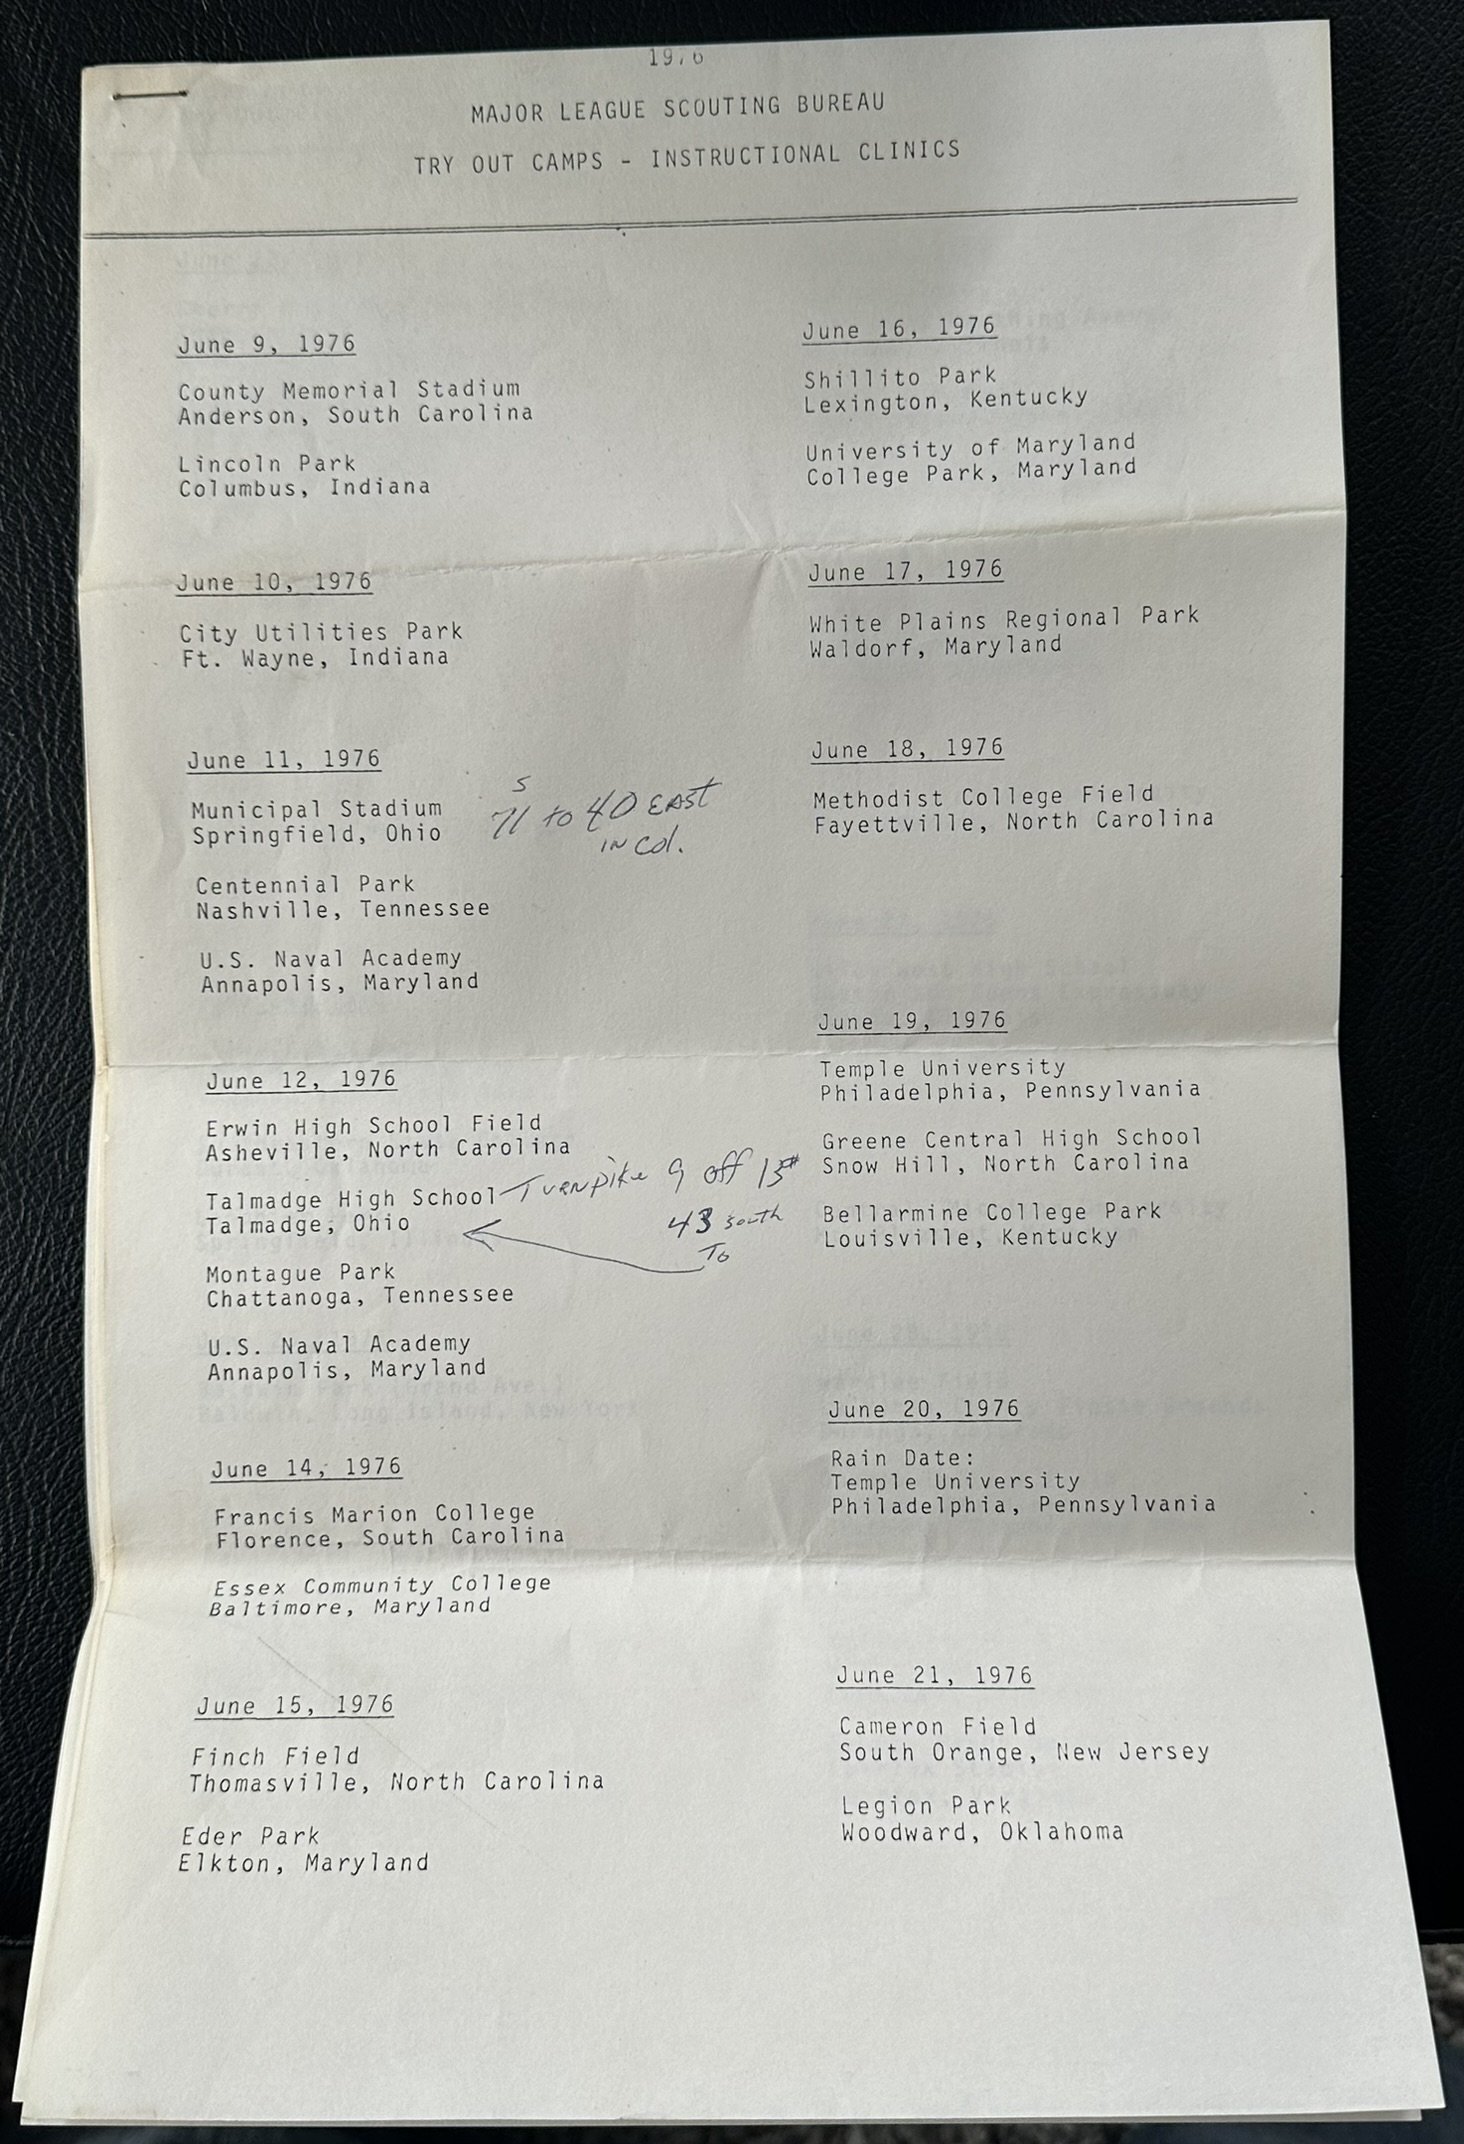 1976
MAJOR LEAGUE SCOUTING BUREAU
TRY OUT CAMPS - INSTRUCTIONAL CLINICS
June 9, 1976
County Memorial Stadium
Anderson, South Carolina
Lincoln Park
Columbus, Indiana
June 10, 1976
City Utilities Park
Ft. Wayne, Indiana
June 11, 1976
Municipal Stadium
Springfield, Ohio
S
71 to 40 EAST
IN Col.
Centennial Park
Nashville, Tennessee
U.S. Naval Academy
Annapolis, Maryland
June 12, 1976
Erwin High School Field
Asheville, North Carolina
Talmadge High School
Talmadge, Ohio
Turnpike 9 off 13#
43 south
To
Montague Park
Chattanoga, Tennessee
U.S. Naval Academy
Annapolis, Maryland
June 14, 1976
Francis Marion College
Florence, South Carolina
Essex Community College
Baltimore, Maryland
June 15, 1976
Finch Field
Thomasville, North Carolina
Eder Park
Elkton, Maryland
June 16, 1976
Shillito Park
Lexington, Kentucky
University of Maryland
College Park, Maryland
June 17, 1976
White Plains Regional Park
Waldorf, Maryland
June 18, 1976
Methodist College Field
Fayettville, North Carolina
June 19, 1976
Temple University
Philadelphia, Pennsylvania
Greene Central High School
Snow Hill, North Carolina
Bellarmine College Park
Louisville, Kentucky
June 20, 1976
Rain Date:
Temple University
Philadelphia, Pennsylvania
June 21, 1976
Cameron Field
South Orange, New Jersey
Legion Park
Woodward, Oklahoma